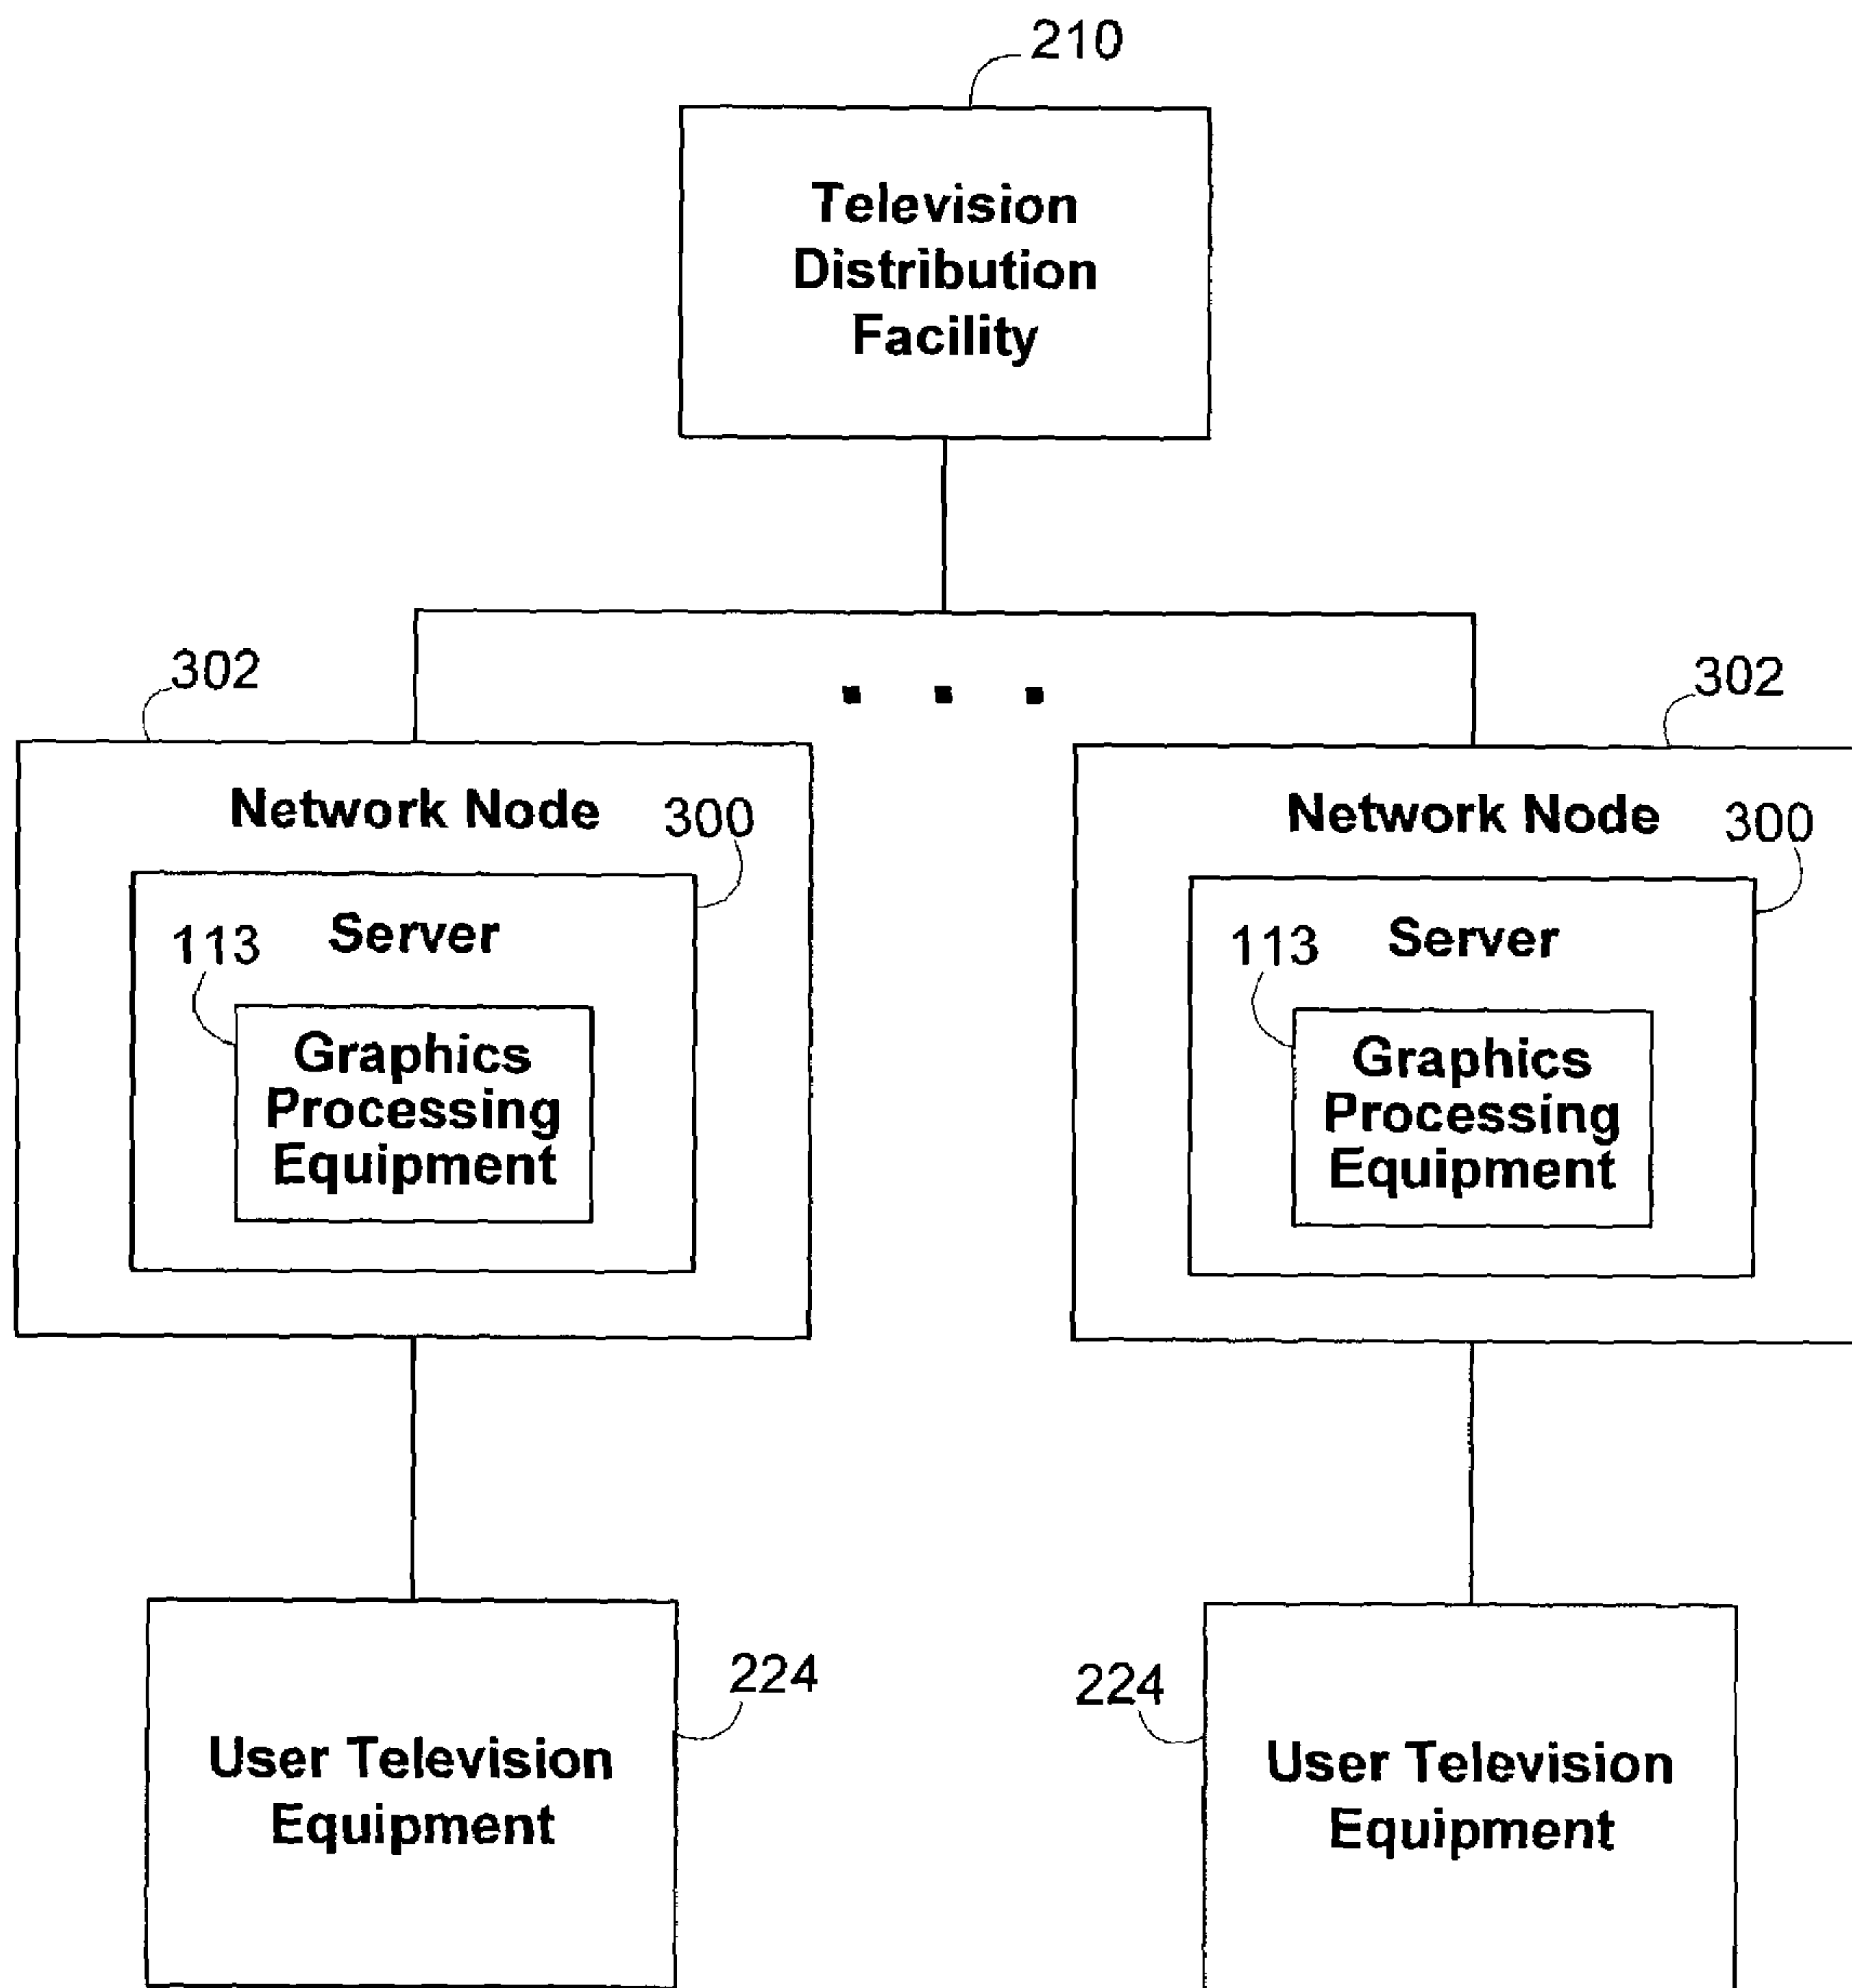 210
Television
Distribution
Facility
302
302
Network Node
300
Network Node
300
Server
113
Server
113
Graphics
Processing
Equipment
Graphics
Processing
Equipment
224
224
User Television
Equipment
User Television
Equipment